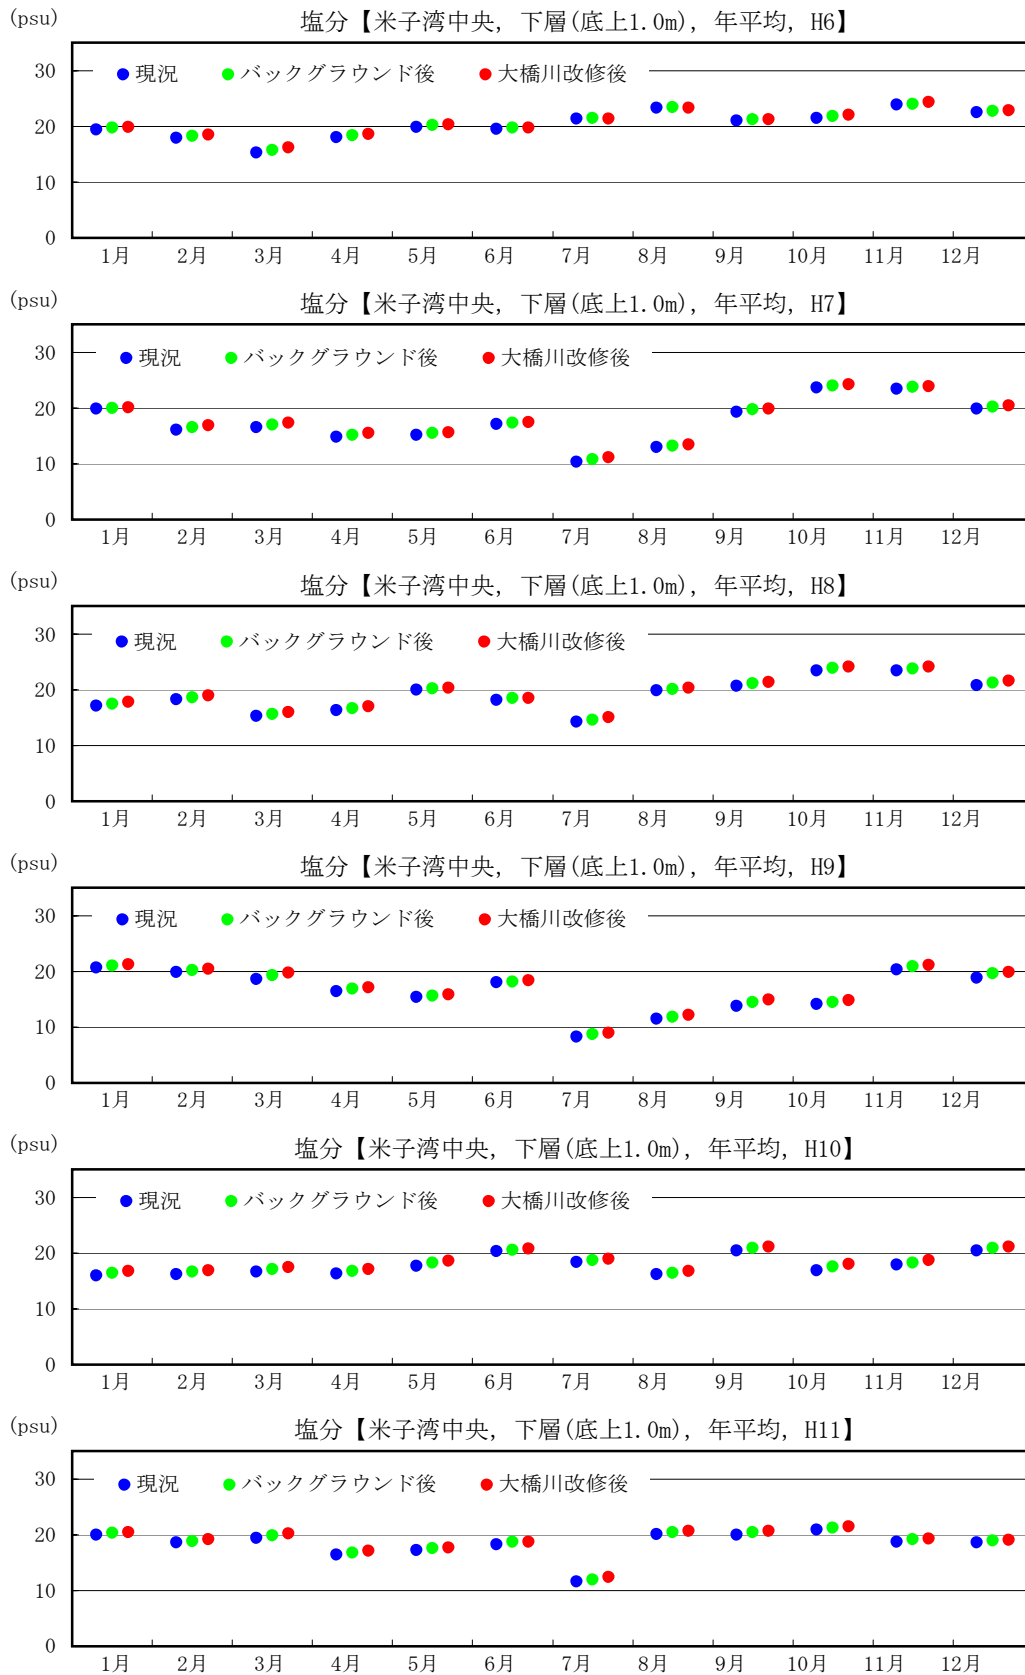 (psu) 塩分【米子湾中央, 下層(底上1.0m), 年平均, H6】
30
現況 バックグラウンド後 大橋川改修後
20
10
0
1月 2月 3月 4月 5月 6月 7月 8月 9月 10月 11月 12月
(psu) 塩分【米子湾中央, 下層(底上1.0m), 年平均, H7】
30
現況 バックグラウンド後 大橋川改修後
20
10
0
1月 2月 3月 4月 5月 6月 7月 8月 9月 10月 11月 12月
(psu) 塩分【米子湾中央, 下層(底上1.0m), 年平均, H8】
30
現況 バックグラウンド後 大橋川改修後
20
10
0
1月 2月 3月 4月 5月 6月 7月 8月 9月 10月 11月 12月
(psu) 塩分【米子湾中央, 下層(底上1.0m), 年平均, H9】
30
現況 バックグラウンド後 大橋川改修後
20
10
0
1月 2月 3月 4月 5月 6月 7月 8月 9月 10月 11月 12月
(psu) 塩分【米子湾中央, 下層(底上1.0m), 年平均, H10】
30
現況 バックグラウンド後 大橋川改修後
20
10
0
1月 2月 3月 4月 5月 6月 7月 8月 9月 10月 11月 12月
(psu) 塩分【米子湾中央, 下層(底上1.0m), 年平均, H11】
30
現況 バックグラウンド後 大橋川改修後
20
10
0
1月 2月 3月 4月 5月 6月 7月 8月 9月 10月 11月 12月